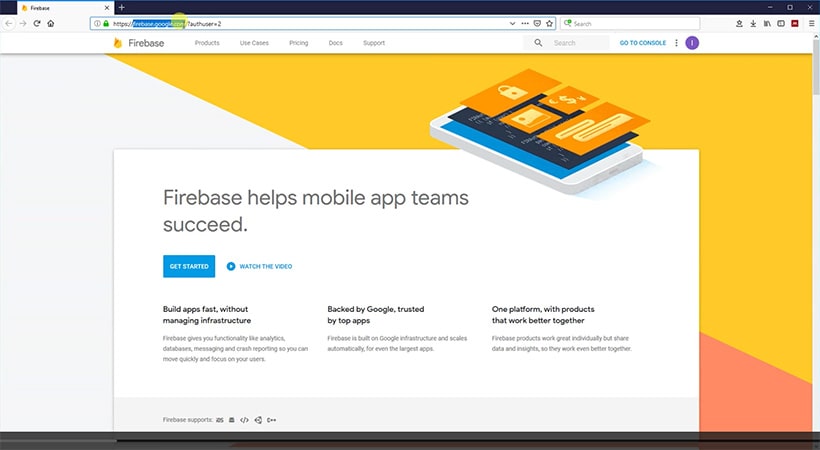 Firebase
https://firebase.google.com/?authuser=2
Search
Firebase
Products
Use Cases
Pricing
Docs
Support
Search
GO TO CONSOLE
I
Firebase helps mobile app teams
succeed.
GET STARTED
WATCH THE VIDEO
Build apps fast, without
managing infrastructure
Firebase gives you functionality like analytics,
databases, messaging and crash reporting so you can
move quickly and focus on your users.
Backed by Google, trusted
by top apps
Firebase is built on Google infrastructure and scales
automatically, for even the largest apps.
One platform, with products
that work better together
Firebase products work great individually but share
data and insights, so they work even better together.
Firebase supports:
iOS
C++